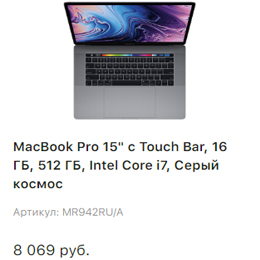 MacBook Pro 15" с Touch Bar, 16
ГБ, 512 ГБ, Intel Core i7, Серый
космос
Артикул: MR942RU/A
8 069 руб.